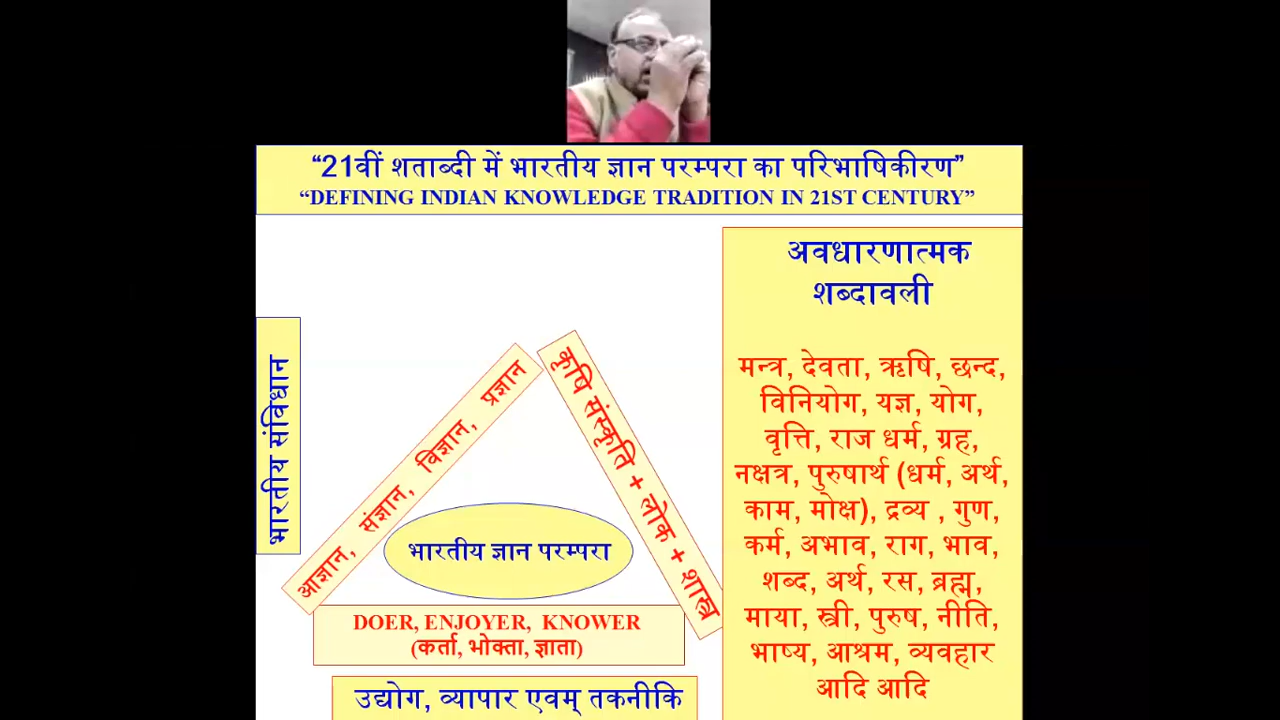 “21वीं शताब्दी में भारतीय ज्ञान परम्परा का परिभाषिकीरण”
“DEFINING INDIAN KNOWLEDGE TRADITION IN 21ST CENTURY”
भारतीय संविधान
आज्ञान, संज्ञान, विज्ञान, प्रज्ञान
कृषि संस्कृति + लोक + शास्त्र
भारतीय ज्ञान परम्परा
DOER, ENJOYER, KNOWER
(कर्ता, भोक्ता, ज्ञाता)
उद्योग, व्यापार एवम् तकनीकि
अवधारणात्मक
शब्दावली
मन्त्र, देवता, ऋषि, छन्द,
विनियोग, यज्ञ, योग,
वृत्ति, राज धर्म, ग्रह,
नक्षत्र, पुरुषार्थ (धर्म, अर्थ,
काम, मोक्ष), द्रव्य , गुण,
कर्म, अभाव, राग, भाव,
शब्द, अर्थ, रस, ब्रह्म,
माया, स्त्री, पुरुष, नीति,
भाष्य, आश्रम, व्यवहार
आदि आदि